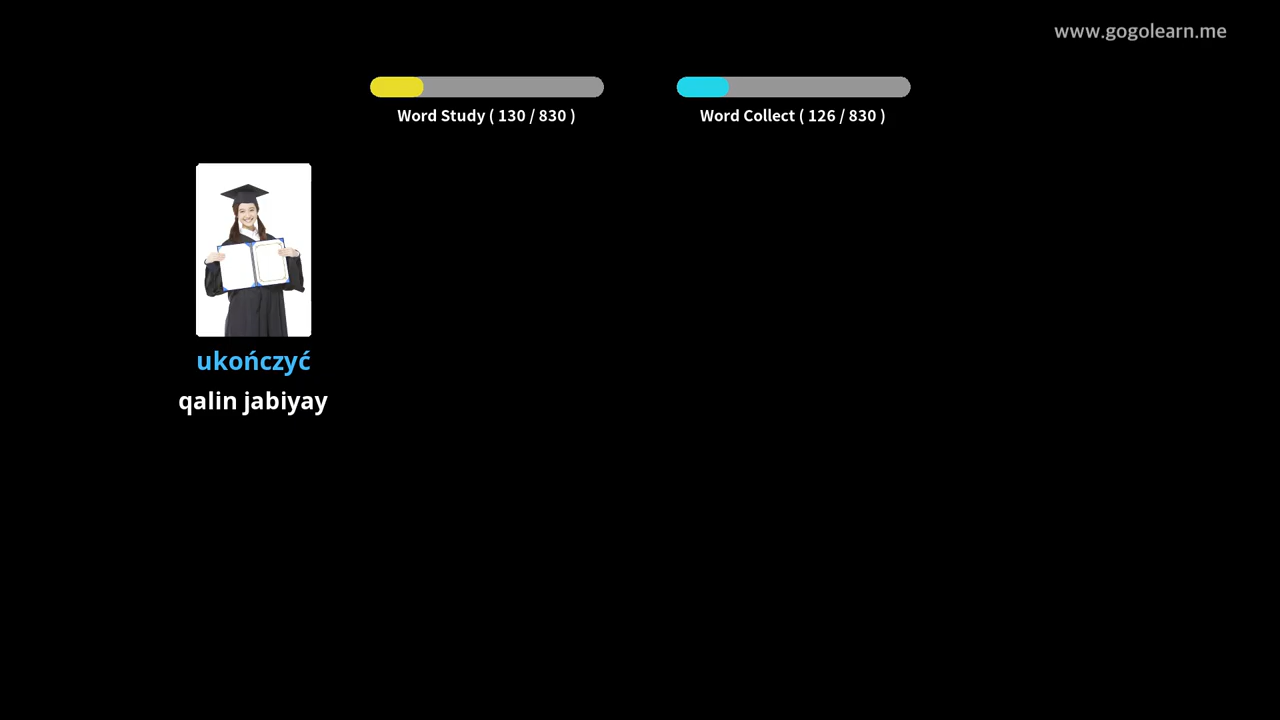 www.gogolearn.me
Word Study ( 130 / 830 )
Word Collect ( 126 / 830 )
ukończyć
qalin jabiyay